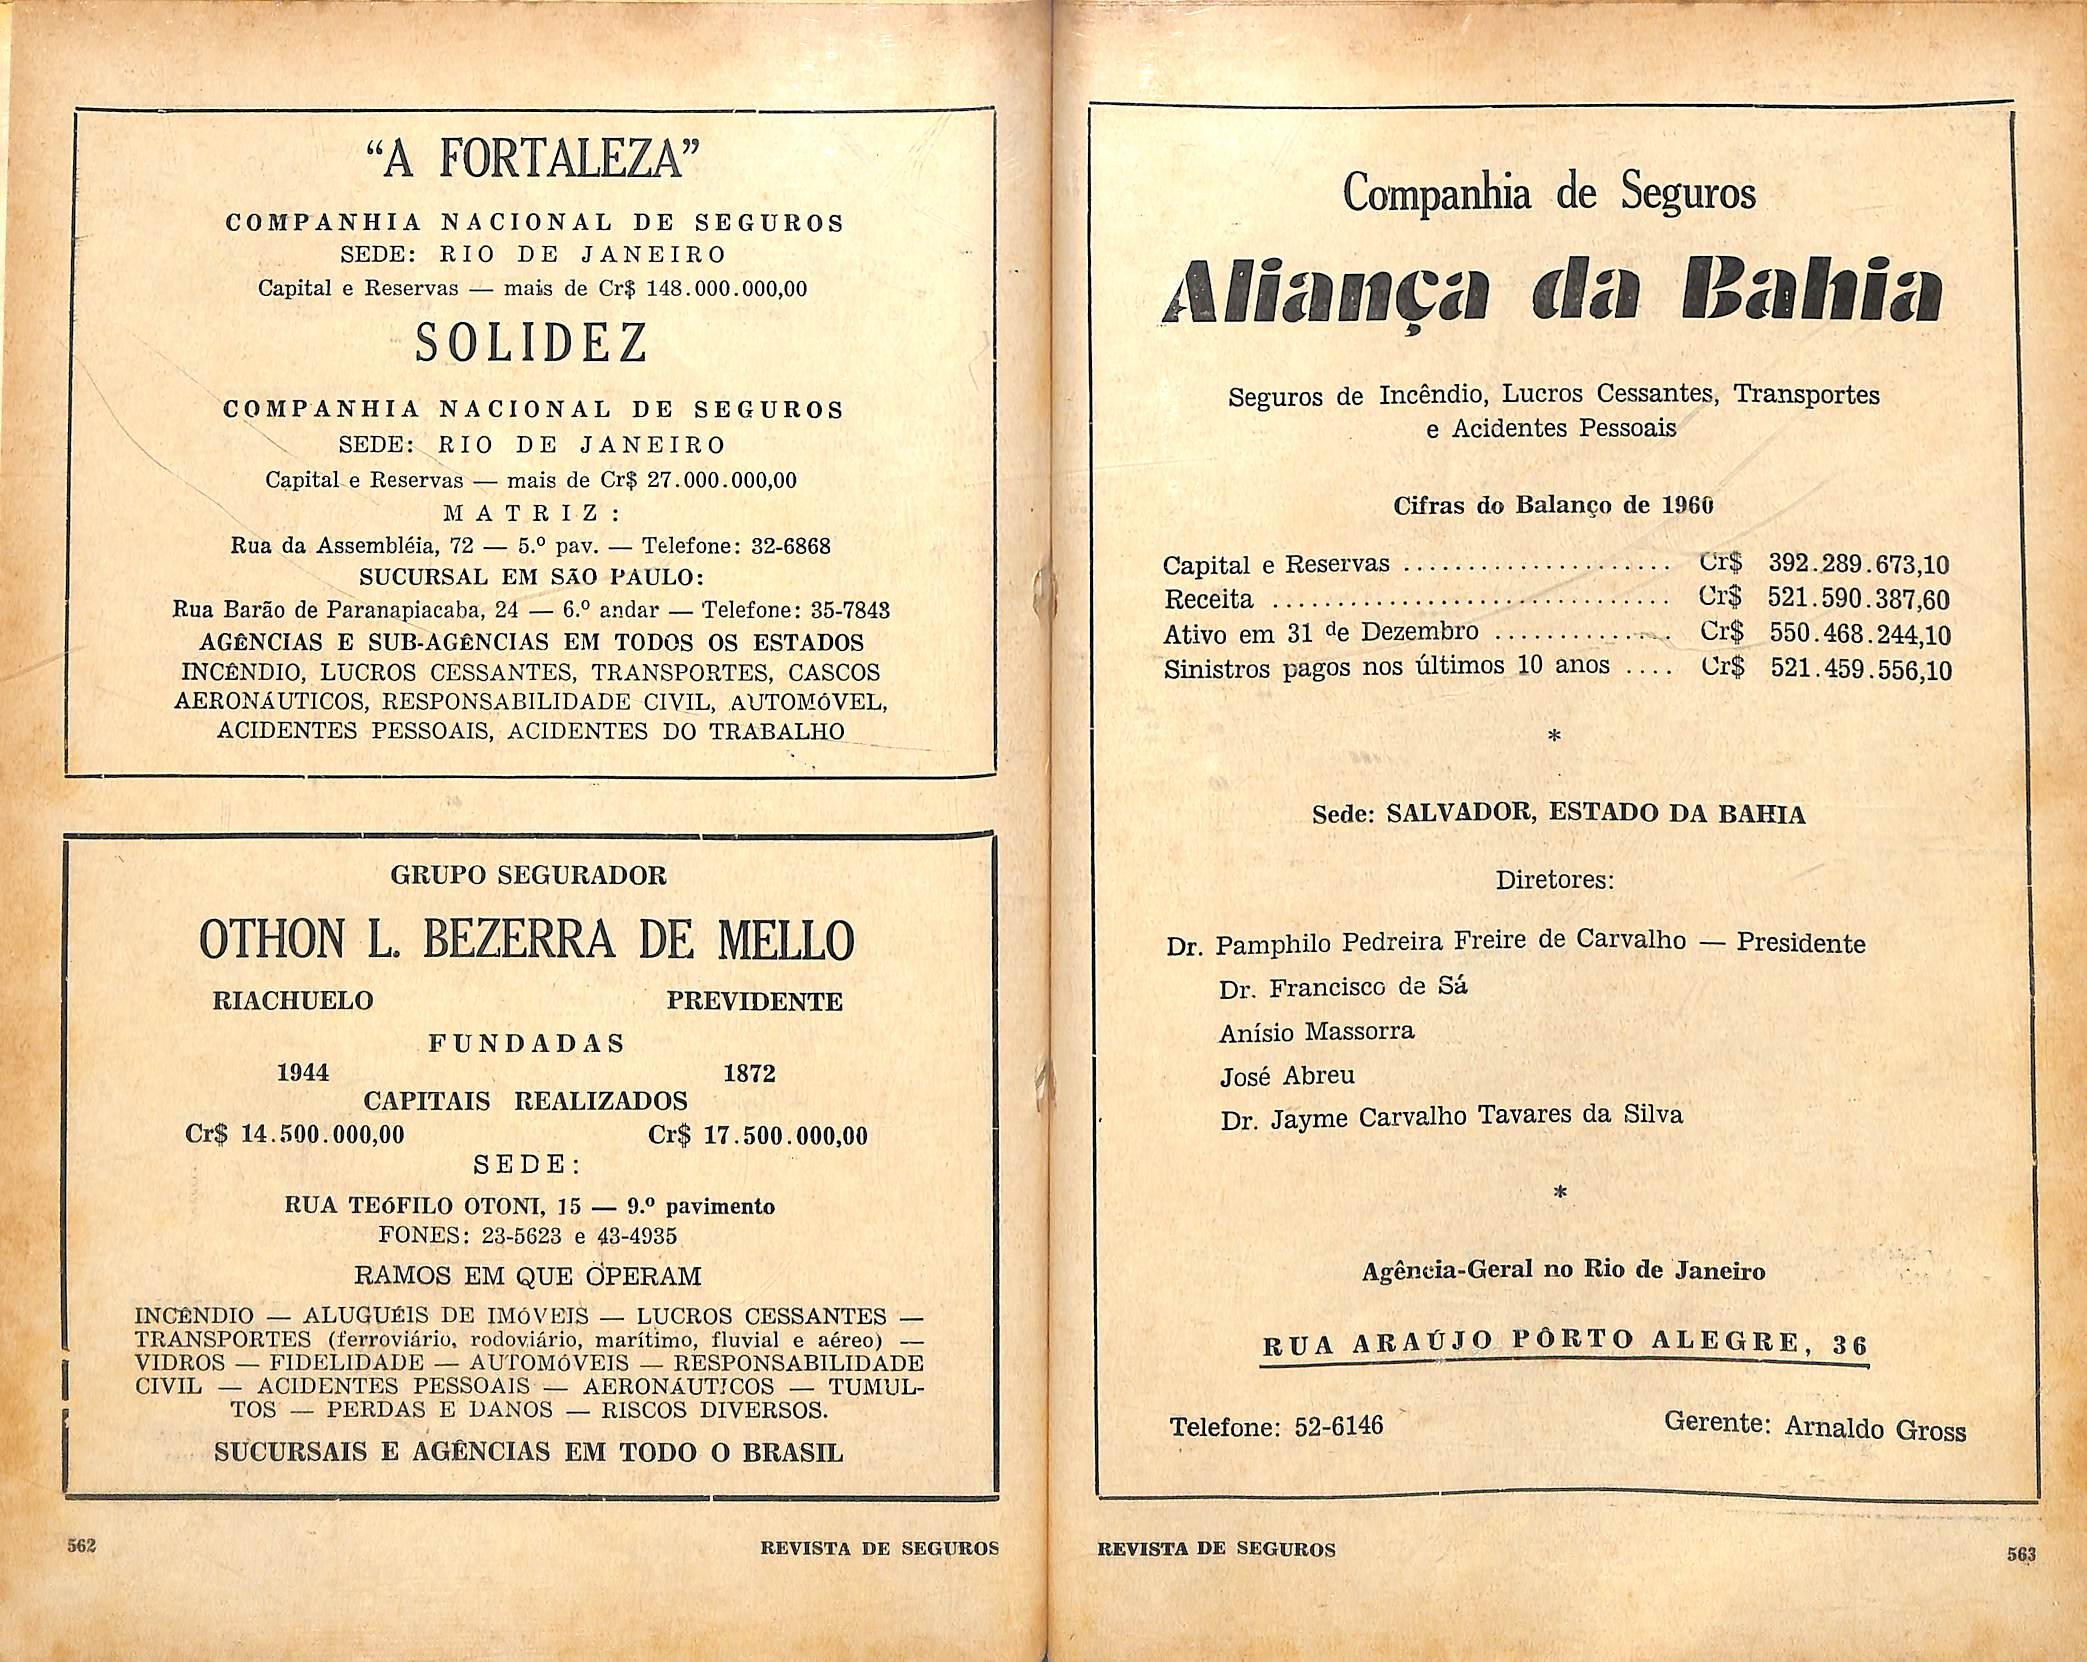 “A FORTALEZA”
COMPANHIA NACIONAL DE SEGUROS
SEDE: RIO DE JANEIRO
Capital e Reservas — mais de Cr$ 148.000.000,00
SOLIDEZ
COMPANHIA NACIONAL DE SEGUROS
SEDE: RIO DE JANEIRO
Capital e Reservas — mais de Cr$ 27.000.000,00
MATRIZ:
Rua da Assembléia, 72 — 5.º pav. — Telefone: 32-6868
SUCURSAL EM SÃO PAULO:
Rua Barão de Paranapiacaba, 24 — 6.º andar — Telefone: 35-7843
AGÊNCIAS E SUB-AGÊNCIAS EM TODOS OS ESTADOS
INCÊNDIO, LUCROS CESSANTES, TRANSPORTES, CASCOS
AERONÁUTICOS, RESPONSABILIDADE CIVIL, AUTOMÓVEL,
ACIDENTES PESSOAIS, ACIDENTES DO TRABALHO
GRUPO SEGURADOR
OTHON L. BEZERRA DE MELLO
RIACHUELO PREVIDENTE
FUNDADAS
1944 1872
CAPITAIS REALIZADOS
Cr$ 14.500.000,00 Cr$ 17.500.000,00
SEDE:
RUA TEÓFILO OTONI, 15 — 9.º pavimento
FONES: 23-5623 e 43-4935
RAMOS EM QUE OPERAM
INCÊNDIO — ALUGUÉIS DE IMÓVEIS — LUCROS CESSANTES —
TRANSPORTES (ferroviário, rodoviário, marítimo, fluvial e aéreo) —
VIDROS — FIDELIDADE — AUTOMÓVEIS — RESPONSABILIDADE
CIVIL — ACIDENTES PESSOAIS — AERONÁUTICOS — TUMUL-
TOS — PERDAS E DANOS — RISCOS DIVERSOS.
SUCURSAIS E AGÊNCIAS EM TODO O BRASIL
562 REVISTA DE SEGUROS
Companhia de Seguros
Aliança da Bahia
Seguros de Incêndio, Lucros Cessantes, Transportes
e Acidentes Pessoais
Cifras do Balanço de 1960
Capital e Reservas ..................... Cr$ 392.289.673,10
Receita ............................... Cr$ 521.590.387,60
Ativo em 31 de Dezembro .............. Cr$ 550.468.244,10
Sinistros pagos nos últimos 10 anos .... Cr$ 521.459.556,10
*
Sede: SALVADOR, ESTADO DA BAHIA
Diretores:
Dr. Pamphilo Pedreira Freire de Carvalho — Presidente
Dr. Francisco de Sá
Anísio Massorra
José Abreu
Dr. Jayme Carvalho Tavares da Silva
*
Agência-Geral no Rio de Janeiro
RUA ARAÚJO PÔRTO ALEGRE, 36
Telefone: 52-6146 Gerente: Arnaldo Gross
REVISTA DE SEGUROS 563